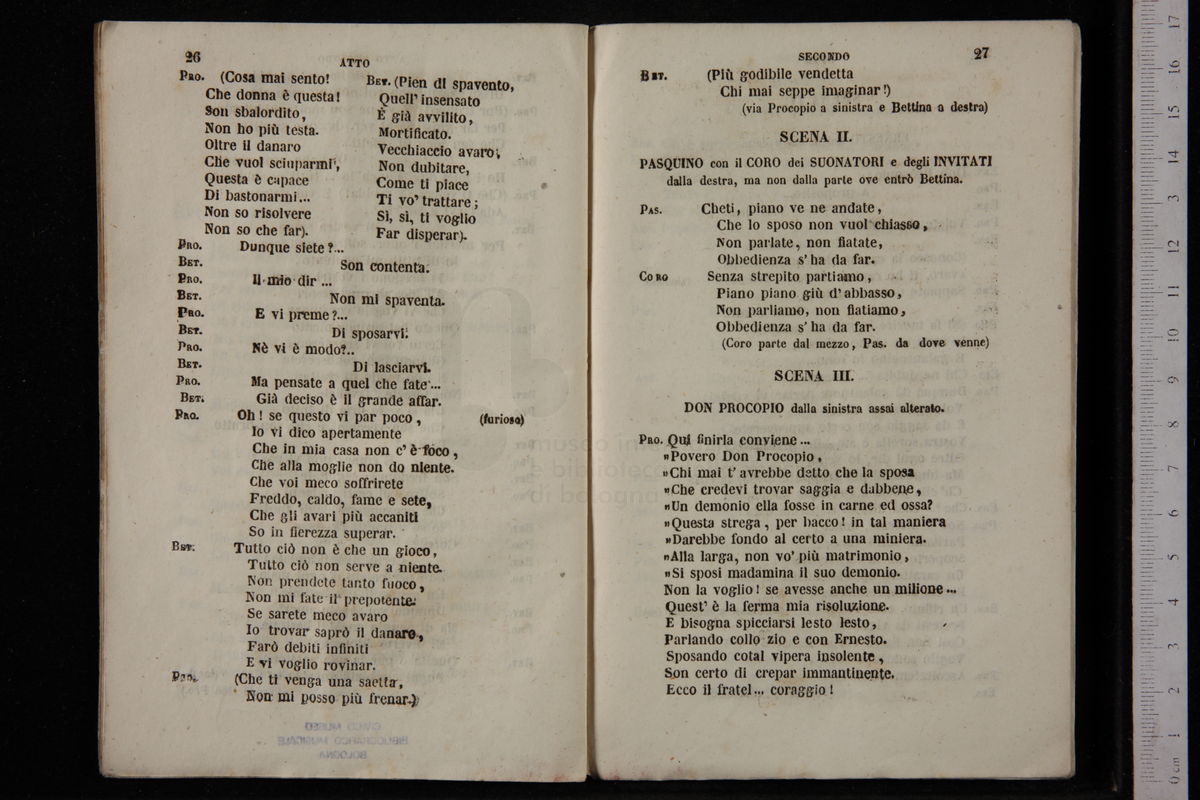 26
ATTO
PRO. (Cosa mai sento!
Che donna è questa!
Son sbalordito,
Non ho più testa.
Oltre il danaro
Che vuol sciuparmi,
Questa è capace
Di bastonarmi...
Non so risolvere
Non so che far).
BET. (Pien di spavento,
Quell' insensato
È già avvilito,
Mortificato.
Vecchiaccio avaro,
Non dubitare,
Come ti piace
Ti vo' trattare;
Sì, sì, ti voglio
Far disperar).
PRO. Dunque siete?...
BET. Son contenta.
PRO. Il mio dir ...
BET. Non mi spaventa.
PRO. E vi preme?...
BET. Di sposarvi.
PRO. Nè vi è modo?..
BET. Di lasciarvi.
PRO. Ma pensate a quel che fate...
BET. Già deciso è il grande affar.
PRO. Oh! se questo vi par poco, (furioso)
Io vi dico apertamente
Che in mia casa non c' è foco,
Che alla moglie non do niente.
Che voi meco soffrirete
Freddo, caldo, fame e sete,
Che gli avari più accaniti
So in fierezza superar.
BET. Tutto ciò non è che un gioco,
Tutto ciò non serve a niente.
Non prendete tanto fuoco,
Non mi fate il prepotente:
Se sarete meco avaro
Io trovar saprò il danaro,
Farò debiti infiniti
E vi voglio rovinar.
PRO. (Che ti venga una saetta,
Non mi posso più frenar.)
SECONDO
27
BET. (Più godibile vendetta
Chi mai seppe imaginar!)
(via Procopio a sinistra e Bettina a destra)
SCENA II.
PASQUINO con il CORO dei SUONATORI e degli INVITATI
dalla destra, ma non dalla parte ove entrò Bettina.
PAS. Cheti, piano ve ne andate,
Che lo sposo non vuol chiasso,
Non parlate, non fiatate,
Obbedienza s' ha da far.
CORO Senza strepito partiamo,
Piano piano giù d' abbasso,
Non parliamo, non fiatiamo,
Obbedienza s' ha da far.
(Coro parte dal mezzo, Pas. da dove venne)
SCENA III.
DON PROCOPIO dalla sinistra assai alterato.
PRO. Qui finirla conviene ...
»Povero Don Procopio,
»Chi mai t' avrebbe detto che la sposa
»Che credevi trovar saggia e dabbene,
»Un demonio ella fosse in carne ed ossa?
»Questa strega, per bacco! in tal maniera
»Darebbe fondo al certo a una miniera.
»Alla larga, non vo' più matrimonio,
»Si sposi madamina il suo demonio.
Non la voglio! se avesse anche un milione...
Quest' è la ferma mia risoluzione.
E bisogna spicciarsi lesto lesto,
Parlando collo zio e con Ernesto.
Sposando cotal vipera insolente,
Son certo di crepar immantinente.
Ecco il fratel... coraggio!
CIVICO MUSEO
BIBLIOGRAFICO MUSICALE
BOLOGNA